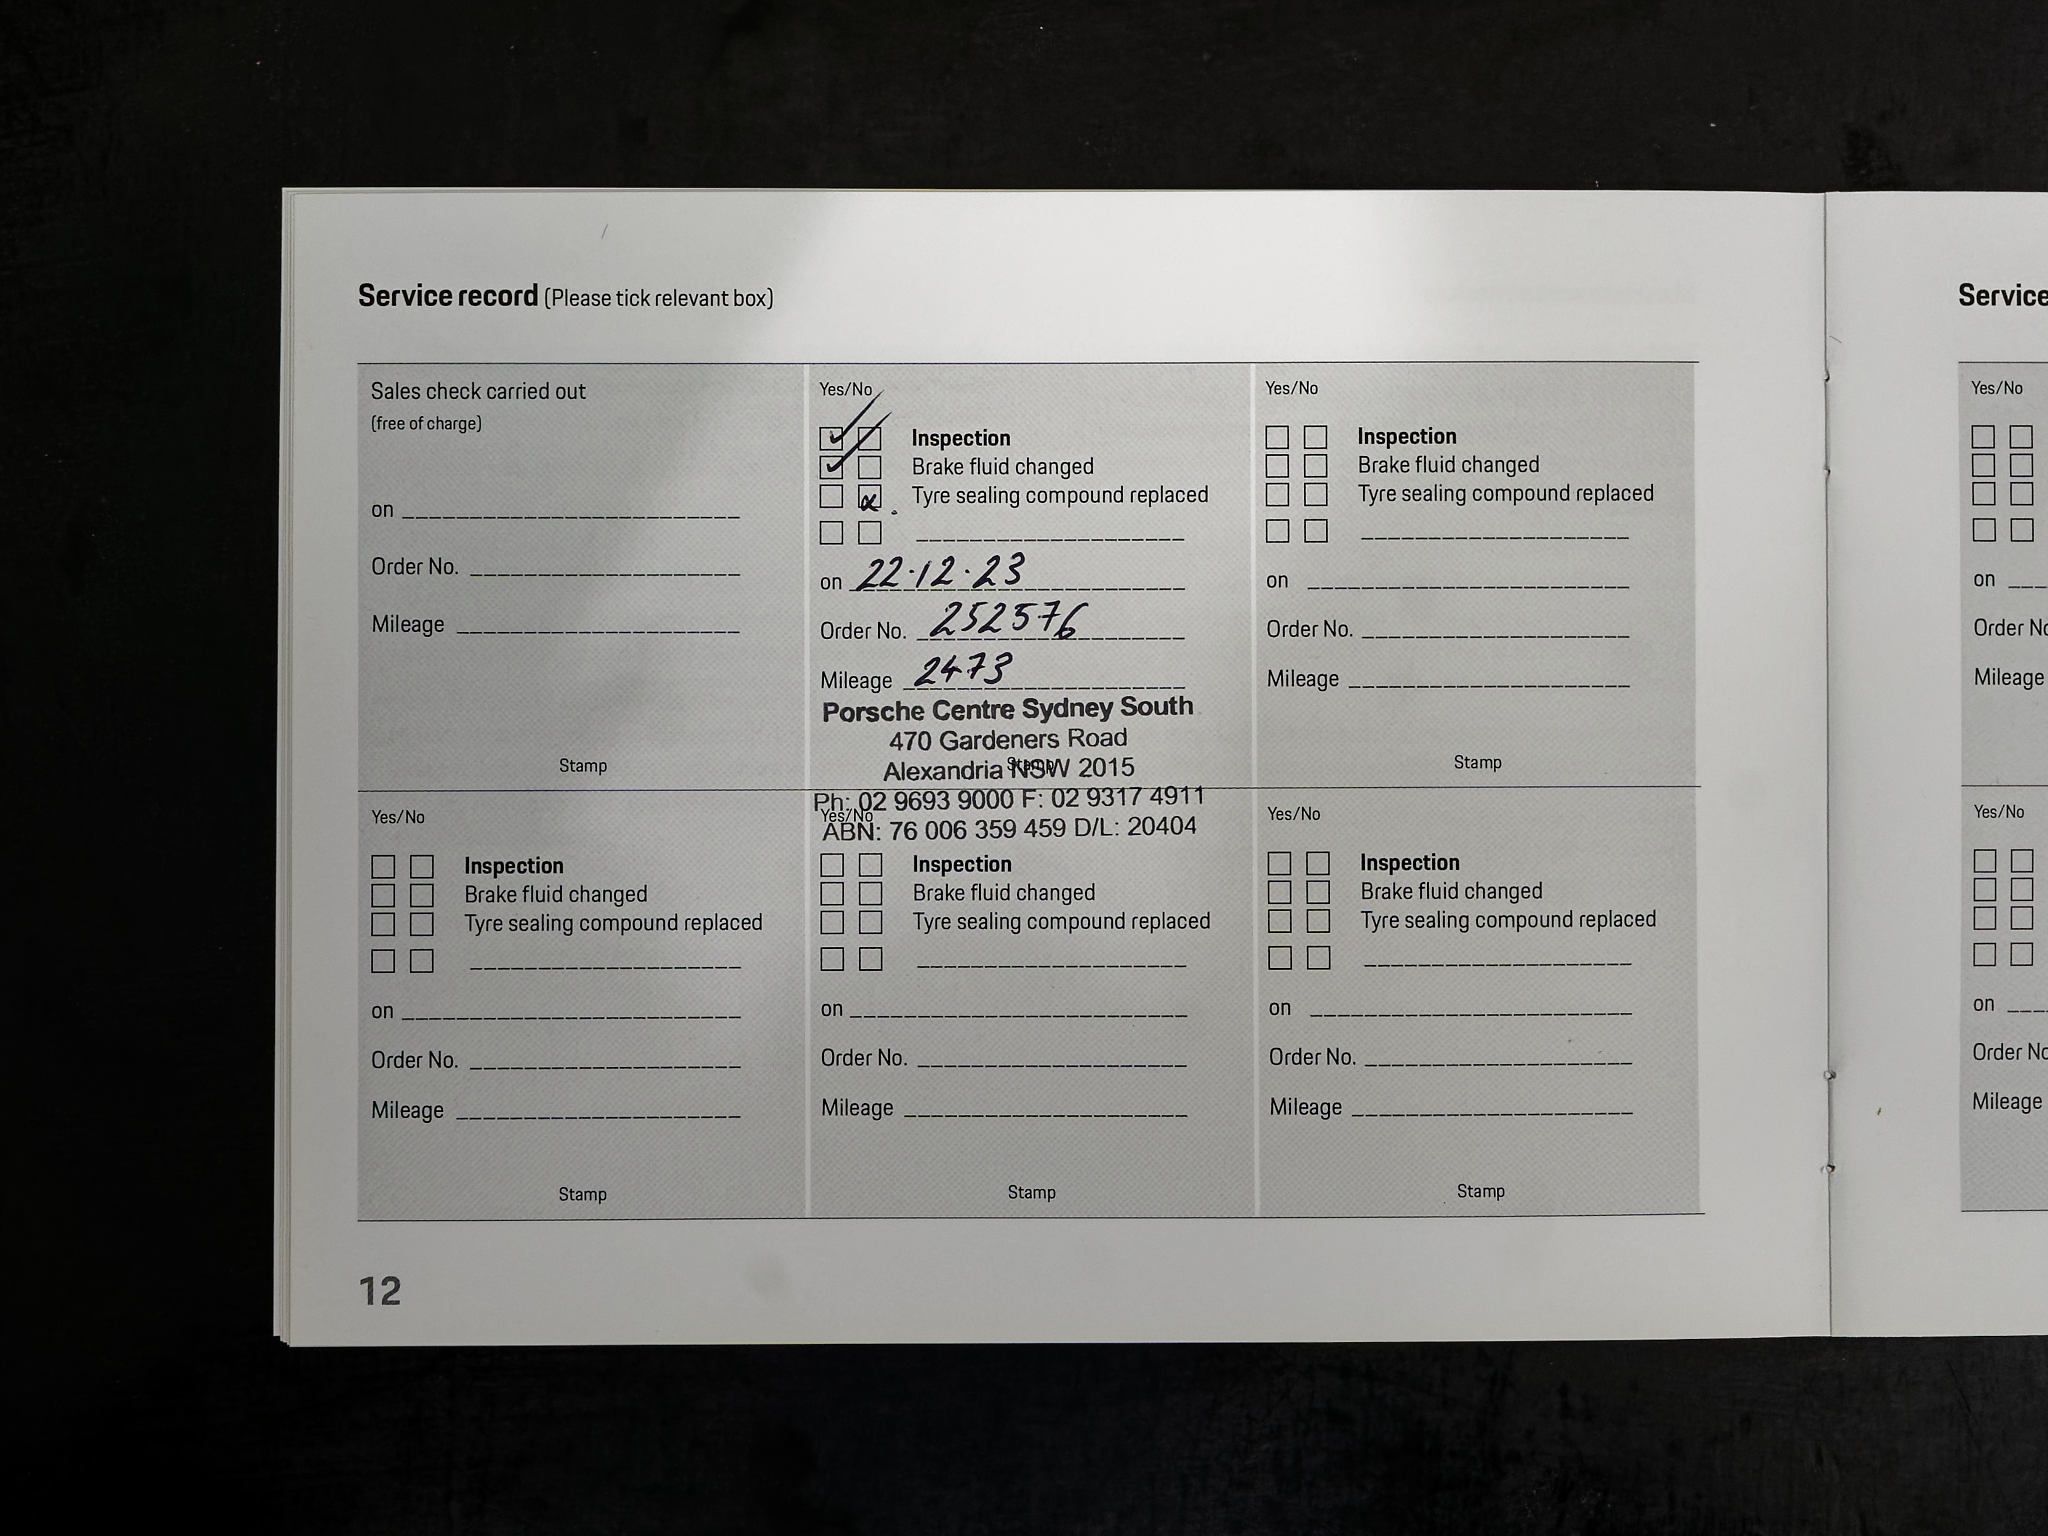 Service record (Please tick relevant box)
Sales check carried out
(free of charge)
on
Order No.
Mileage
Stamp
Yes/No
Inspection
Brake fluid changed
Tyre sealing compound replaced
on 22.12.23
Order No. 252576
Mileage 2473
Porsche Centre Sydney South
470 Gardeners Road
Alexandria NSW 2015
Stamp
Ph: 02 9693 9000 F: 02 9317 4911
ABN: 76 006 359 459 D/L: 20404
Yes/No
Inspection
Brake fluid changed
Tyre sealing compound replaced
on
Order No.
Mileage
Stamp
Yes/No
Inspection
Brake fluid changed
Tyre sealing compound replaced
on
Order No.
Mileage
Stamp
Yes/No
Inspection
Brake fluid changed
Tyre sealing compound replaced
on
Order No.
Mileage
Stamp
Yes/No
Inspection
Brake fluid changed
Tyre sealing compound replaced
on
Order No.
Mileage
Stamp
12
Service
Yes/No
on
Order No
Mileage
Yes/No
on
Order No
Mileage